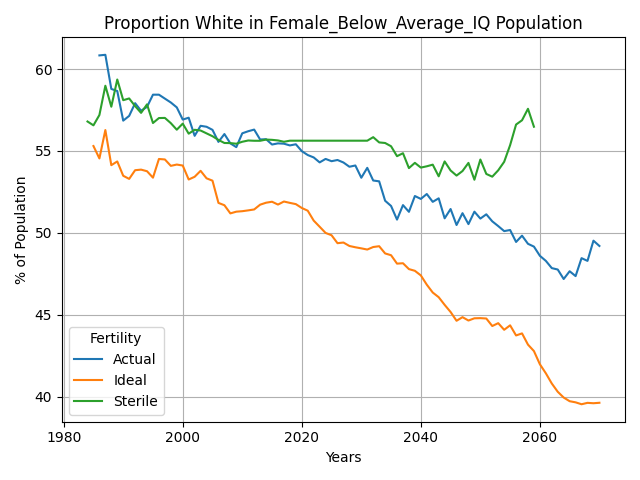 Proportion White in Female_Below_Average_IQ Population
% of Population
60
55
50
45
40
Fertility
Actual
Ideal
Sterile
1980
2000
2020
2040
2060
Years